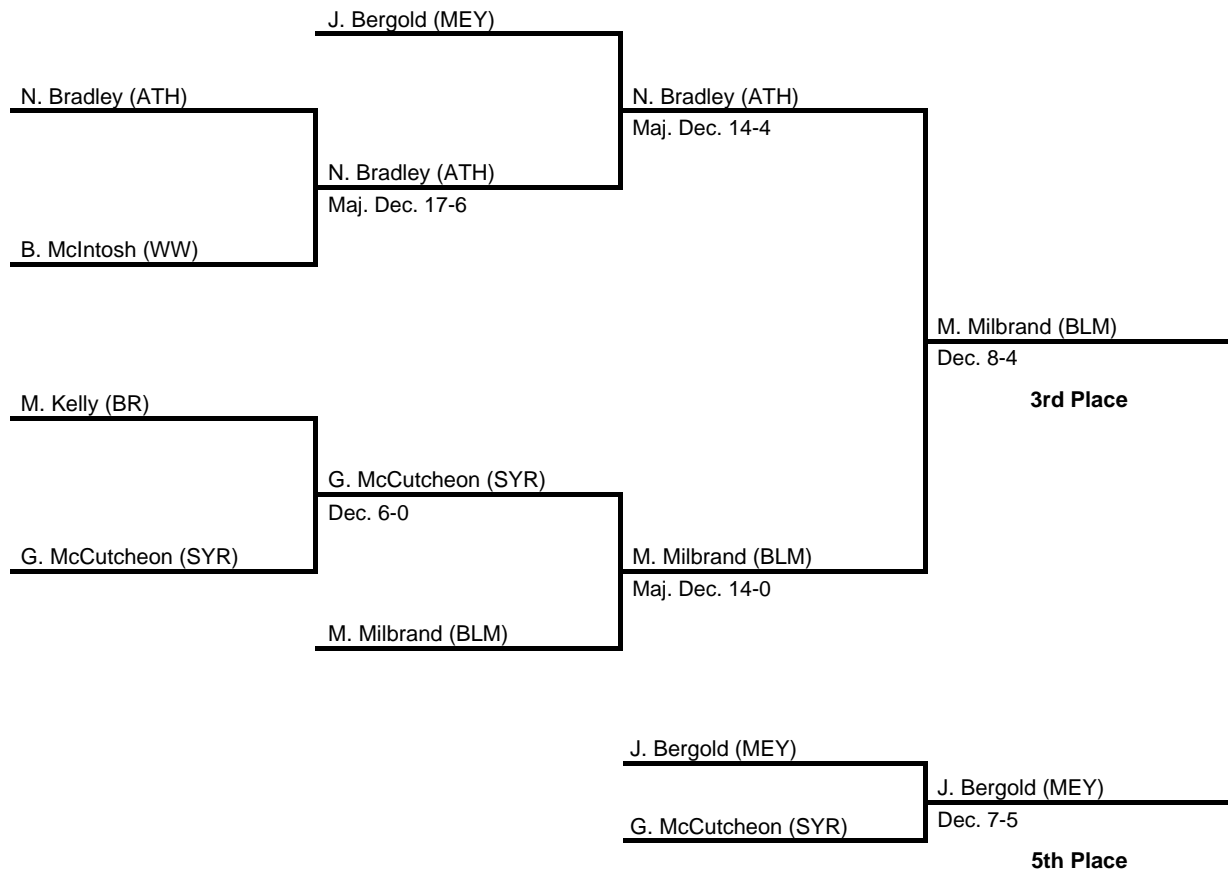 J. Bergold (MEY)
N. Bradley (ATH)
N. Bradley (ATH)
Maj. Dec. 14-4
N. Bradley (ATH)
Maj. Dec. 17-6
B. McIntosh (WW)
M. Milbrand (BLM)
Dec. 8-4
3rd Place
M. Kelly (BR)
G. McCutcheon (SYR)
Dec. 6-0
G. McCutcheon (SYR)
M. Milbrand (BLM)
Maj. Dec. 14-0
M. Milbrand (BLM)
J. Bergold (MEY)
J. Bergold (MEY)
Dec. 7-5
G. McCutcheon (SYR)
5th Place